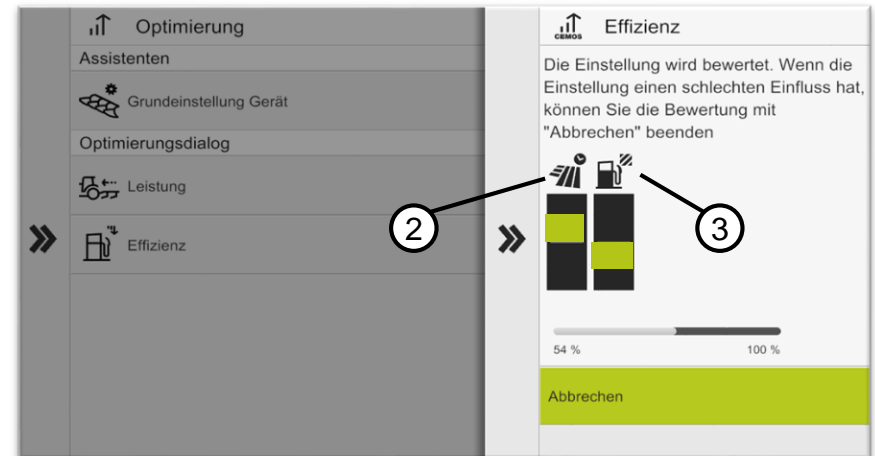 Optimierung
Assistenten
Grundeinstellung Gerät
Optimierungsdialog
Leistung
Effizienz
CEMOS
Effizienz
Die Einstellung wird bewertet. Wenn die
Einstellung einen schlechten Einfluss hat,
können Sie die Bewertung mit
"Abbrechen" beenden
2
3
54 %
100 %
Abbrechen